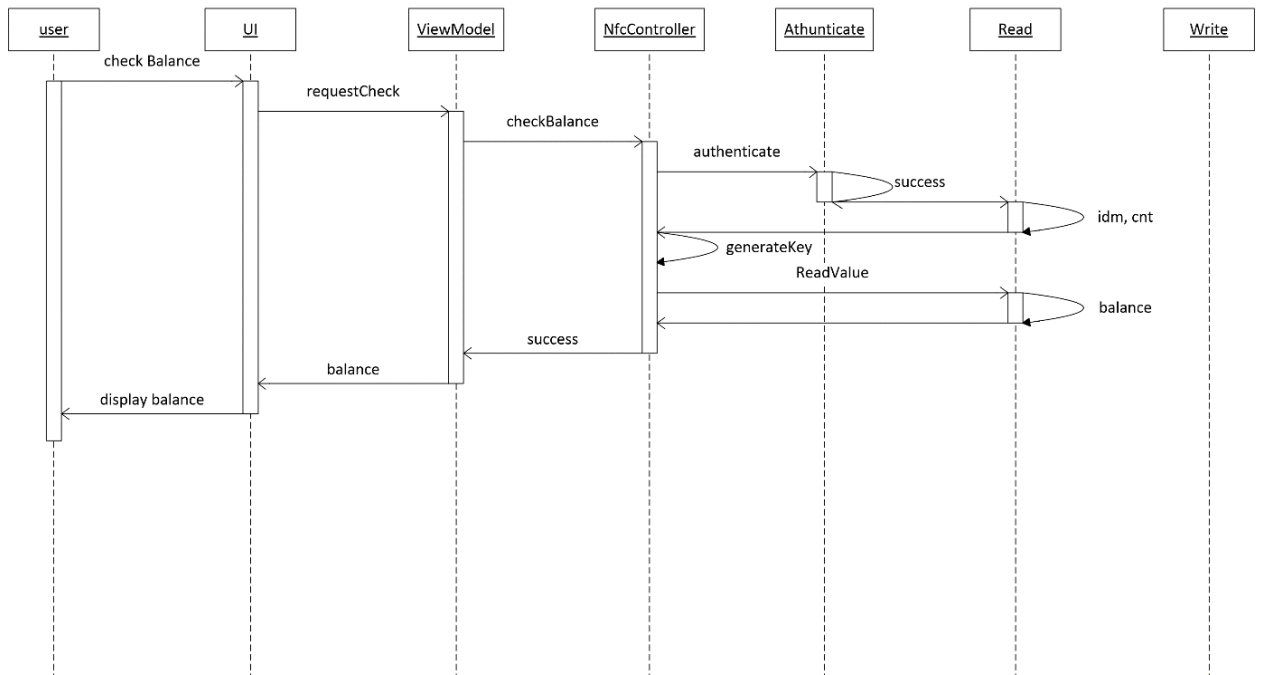 user
UI
ViewModel
NfcController
Athunticate
Read
Write
check Balance
requestCheck
checkBalance
authenticate
success
idm, cnt
generateKey
ReadValue
balance
success
balance
display balance